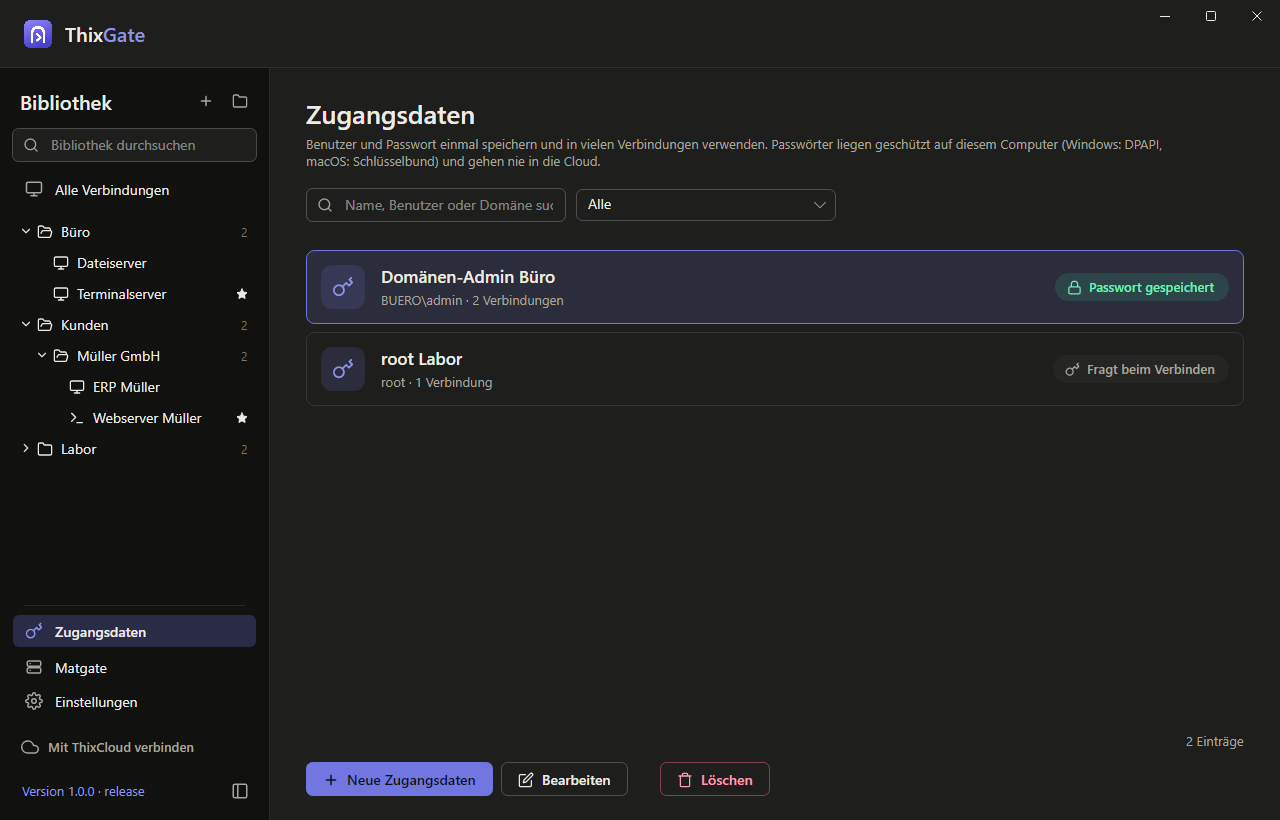 ThixGate
Bibliothek
Bibliothek durchsuchen
Alle Verbindungen
Büro 2
Dateiserver
Terminalserver
Kunden 2
Müller GmbH 2
ERP Müller
Webserver Müller
Labor 2
Zugangsdaten
Matgate
Einstellungen
Mit ThixCloud verbinden
Version 1.0.0 · release
Zugangsdaten
Benutzer und Passwort einmal speichern und in vielen Verbindungen verwenden. Passwörter liegen geschützt auf diesem Computer (Windows: DPAPI,
macOS: Schlüsselbund) und gehen nie in die Cloud.
Name, Benutzer oder Domäne suc
Alle
Domänen-Admin Büro
BUERO\admin · 2 Verbindungen
Passwort gespeichert
root Labor
root · 1 Verbindung
Fragt beim Verbinden
2 Einträge
Neue Zugangsdaten
Bearbeiten
Löschen